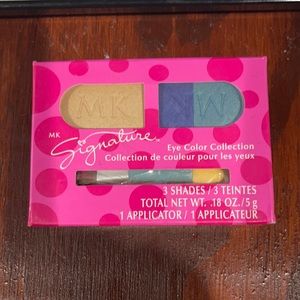 MK NW
MK
Signature
Eye Color Collection
Collection de couleur pour les yeux
3 SHADES / 3 TEINTES
TOTAL NET WT. .18 OZ. / 5 g
1 APPLICATOR / 1 APPLICATEUR